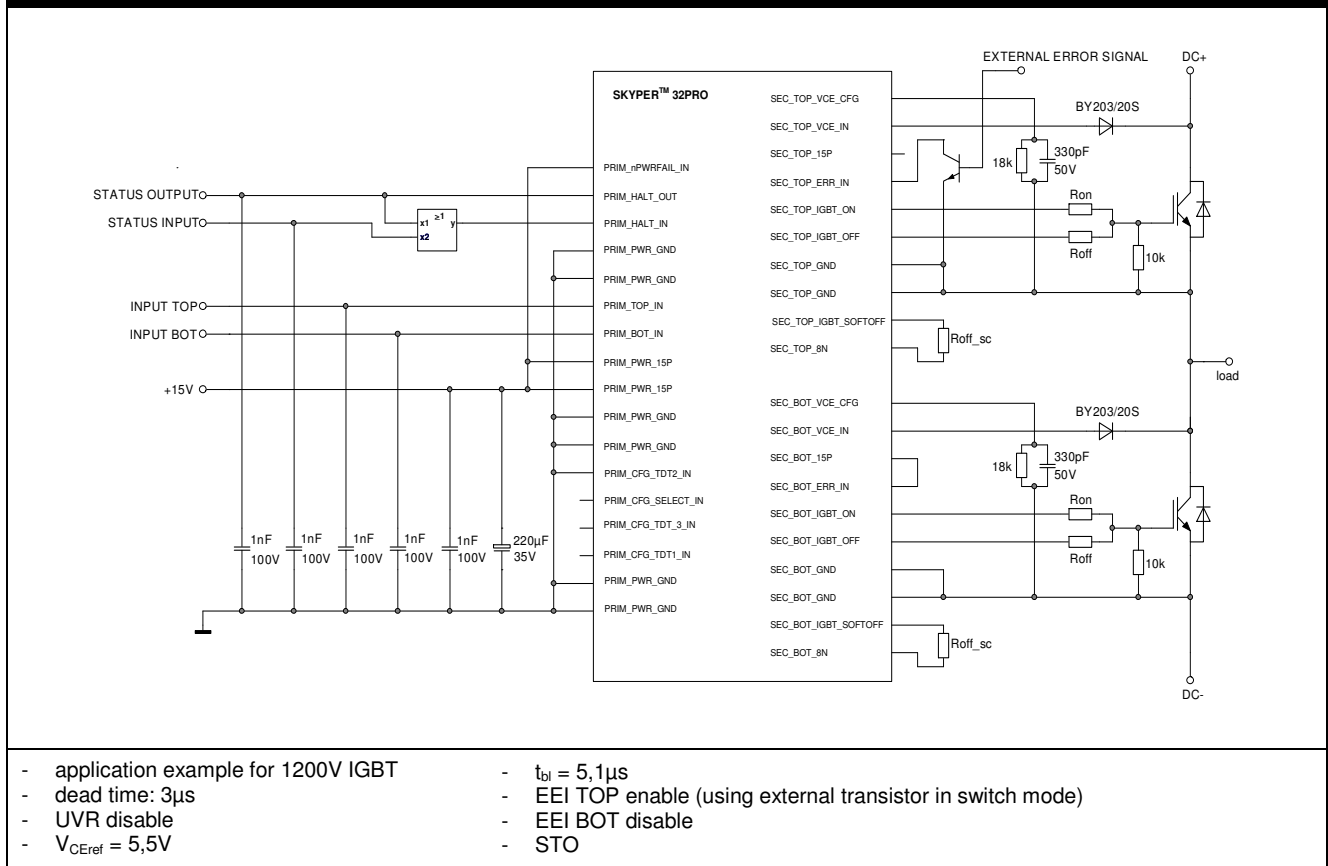 EXTERNAL ERROR SIGNAL
DC+
SKYPER™ 32PRO
SEC_TOP_VCE_CFG
BY203/20S
SEC_TOP_VCE_IN
SEC_TOP_15P
18k
330pF
50V
PRIM_nPWRFAIL_IN
SEC_TOP_ERR_IN
STATUS OUTPUT
PRIM_HALT_OUT
Ron
SEC_TOP_IGBT_ON
STATUS INPUT
x1 ≥1 y
x2
PRIM_HALT_IN
SEC_TOP_IGBT_OFF
Roff
10k
PRIM_PWR_GND
SEC_TOP_GND
PRIM_PWR_GND
SEC_TOP_GND
INPUT TOP
PRIM_TOP_IN
SEC_TOP_IGBT_SOFTOFF
INPUT BOT
PRIM_BOT_IN
Roff_sc
SEC_TOP_8N
PRIM_PWR_15P
load
+15V
PRIM_PWR_15P
SEC_BOT_VCE_CFG
BY203/20S
PRIM_PWR_GND
SEC_BOT_VCE_IN
PRIM_PWR_GND
SEC_BOT_15P
18k
330pF
50V
PRIM_CFG_TDT2_IN
SEC_BOT_ERR_IN
PRIM_CFG_SELECT_IN
Ron
SEC_BOT_IGBT_ON
PRIM_CFG_TDT_3_IN
1nF
100V
1nF
100V
1nF
100V
1nF
100V
1nF
100V
220µF
35V
SEC_BOT_IGBT_OFF
PRIM_CFG_TDT1_IN
Roff
10k
SEC_BOT_GND
PRIM_PWR_GND
SEC_BOT_GND
PRIM_PWR_GND
SEC_BOT_IGBT_SOFTOFF
Roff_sc
SEC_BOT_8N
DC-
- application example for 1200V IGBT
- dead time: 3µs
- UVR disable
- VCEref = 5,5V
- tbl = 5,1µs
- EEI TOP enable (using external transistor in switch mode)
- EEI BOT disable
- STO